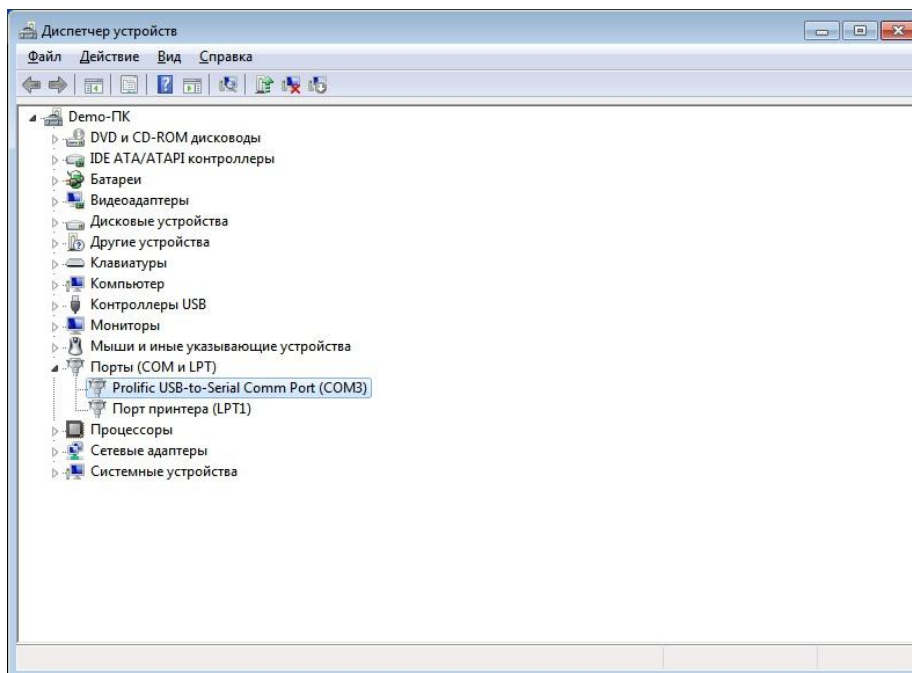 Диспетчер устройств
Файл Действие Вид Справка
Demo-ПК
DVD и CD-ROM дисководы
IDE ATA/ATAPI контроллеры
Батареи
Видеоадаптеры
Дисковые устройства
Другие устройства
Клавиатуры
Компьютер
Контроллеры USB
Мониторы
Мыши и иные указывающие устройства
Порты (COM и LPT)
Prolific USB-to-Serial Comm Port (COM3)
Порт принтера (LPT1)
Процессоры
Сетевые адаптеры
Системные устройства